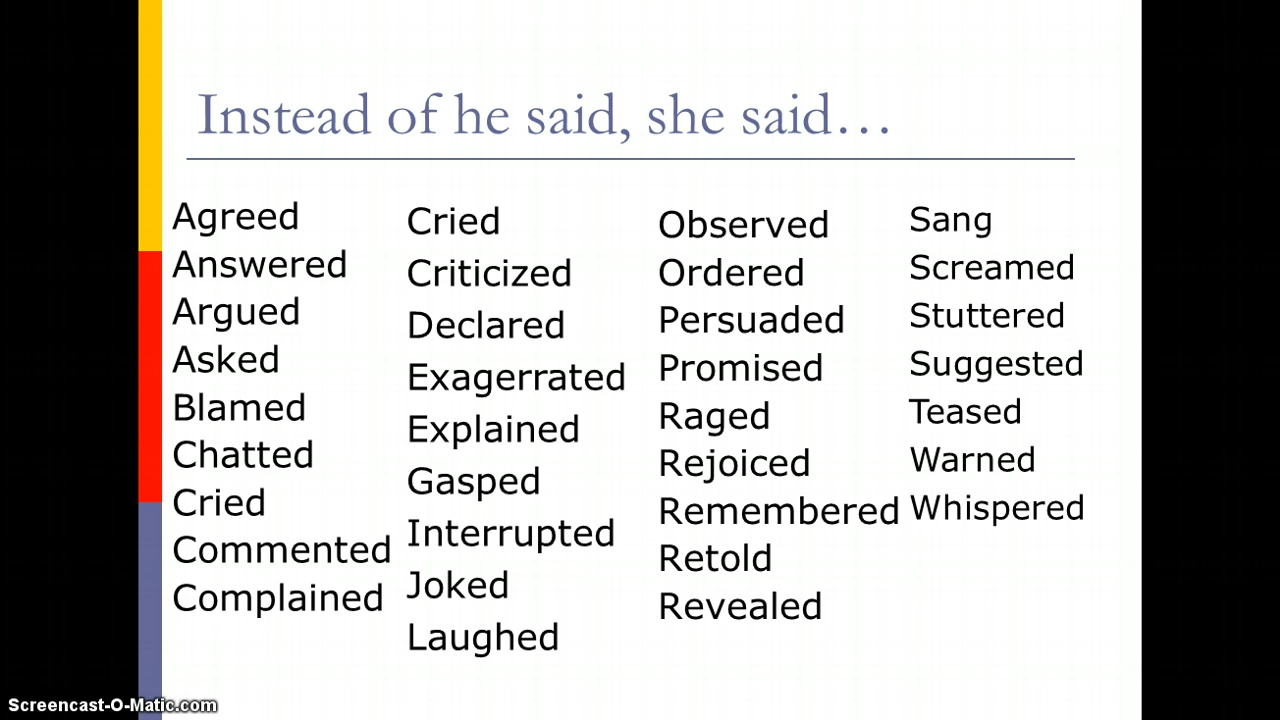 Instead of he said, she said…
Agreed
Answered
Argued
Asked
Blamed
Chatted
Cried
Commented
Complained
Cried
Criticized
Declared
Exagerrated
Explained
Gasped
Interrupted
Joked
Laughed
Observed
Ordered
Persuaded
Promised
Raged
Rejoiced
Remembered
Retold
Revealed
Sang
Screamed
Stuttered
Suggested
Teased
Warned
Whispered
Screencast-O-Matic.com